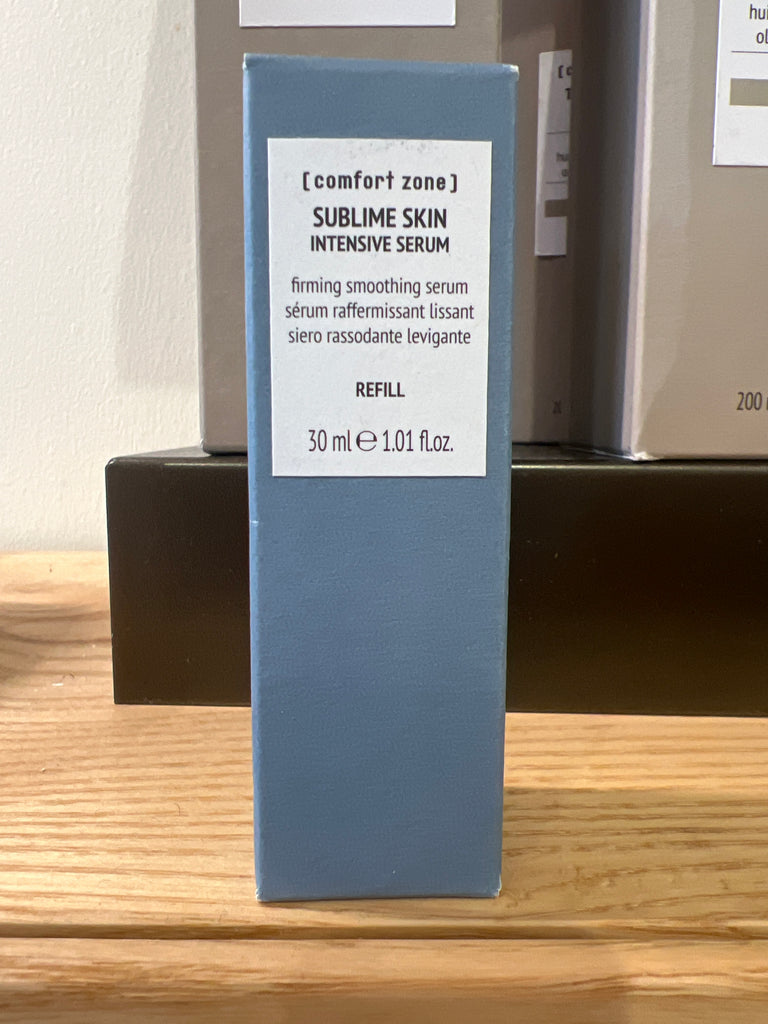 [ comfort zone ]
SUBLIME SKIN
INTENSIVE SERUM
firming smoothing serum
sérum raffermissant lissant
siero rassodante levigante
REFILL
30 ml ℮ 1.01 fl.oz.
200